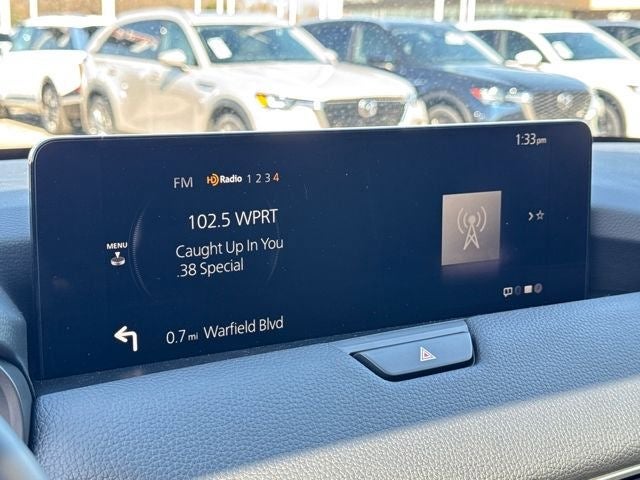 1:33pm
FM HD Radio 1 2 3 4
102.5 WPRT
MENU
Caught Up In You
.38 Special
0.7 mi Warfield Blvd